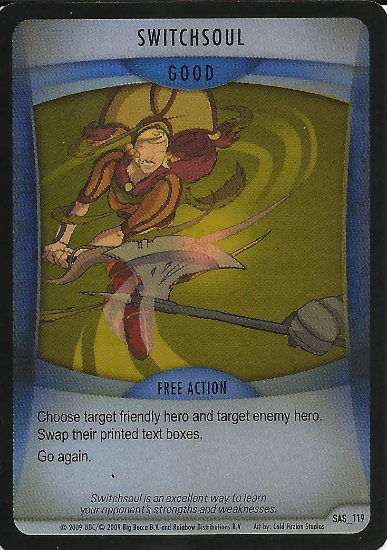 SWITCHSOUL
GOOD
FREE ACTION
Choose target friendly hero and target enemy hero.
Swap their printed text boxes.
Go again.
Switchsoul is an excellent way to learn
your opponent's strengths and weaknesses.
SAS_119
© 2009 UDC/ © 2009 Big Bocca B.V. and Rainbow Distributions B.V. Art by: Cold Fusion Studios